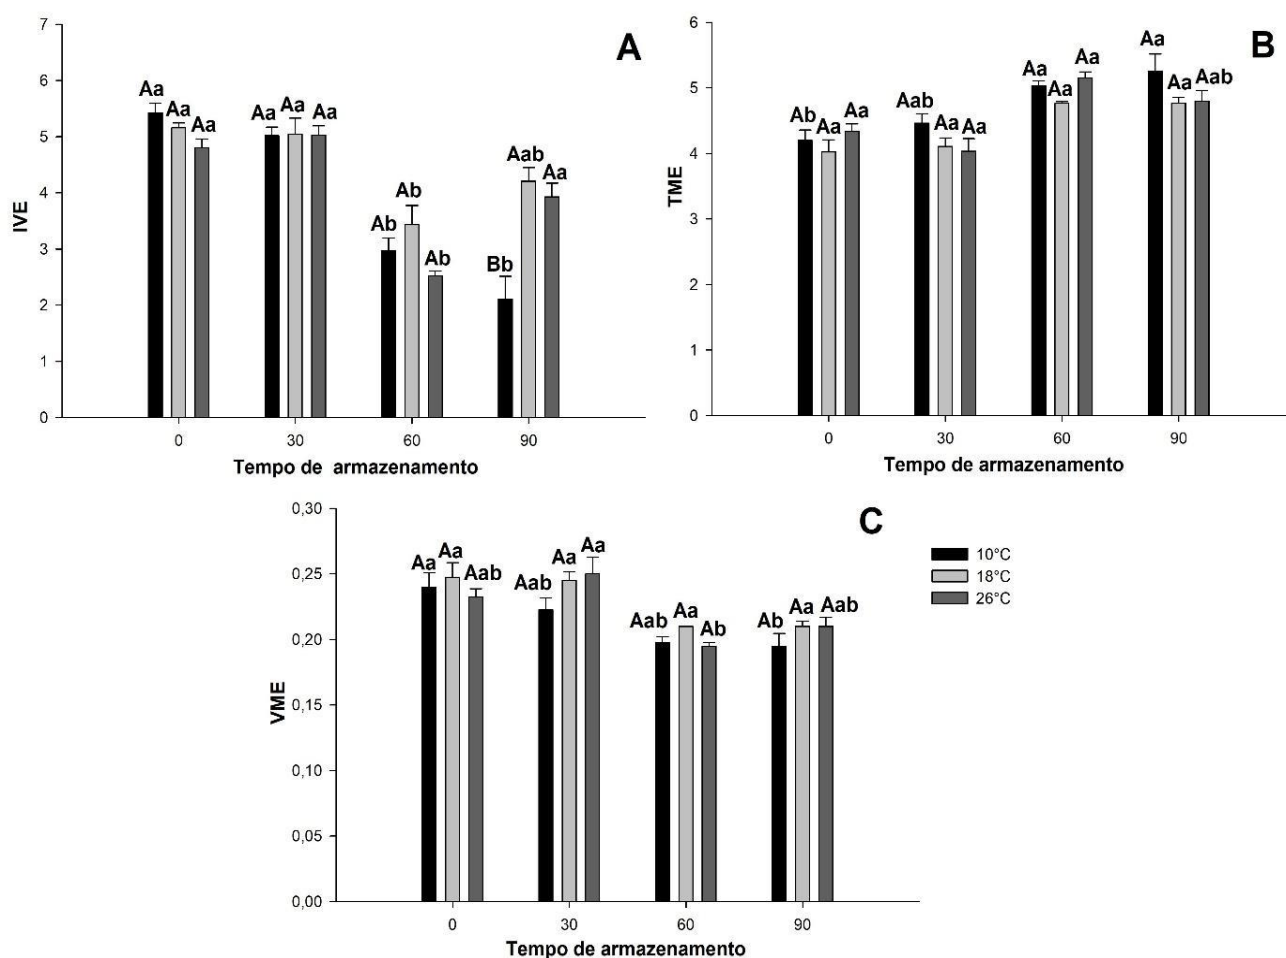 A
7
6
5
4
3
2
1
0
IVE
Aa Aa Aa
Aa Aa Aa
Ab Ab Ab
Bb Aab Aa
0 30 60 90
Tempo de armazenamento
B
6
5
4
3
2
1
0
TME
Ab Aa Aa
Aab Aa Aa
Aa Aa Aa
Aa Aa Aab
0 30 60 90
Tempo de armazenamento
C
0,30
0,25
0,20
0,15
0,10
0,05
0,00
VME
Aa Aa Aab
Aab Aa Aa
Aab Aa Ab
Ab Aa Aab
0 30 60 90
Tempo de armazenamento
10°C
18°C
26°C